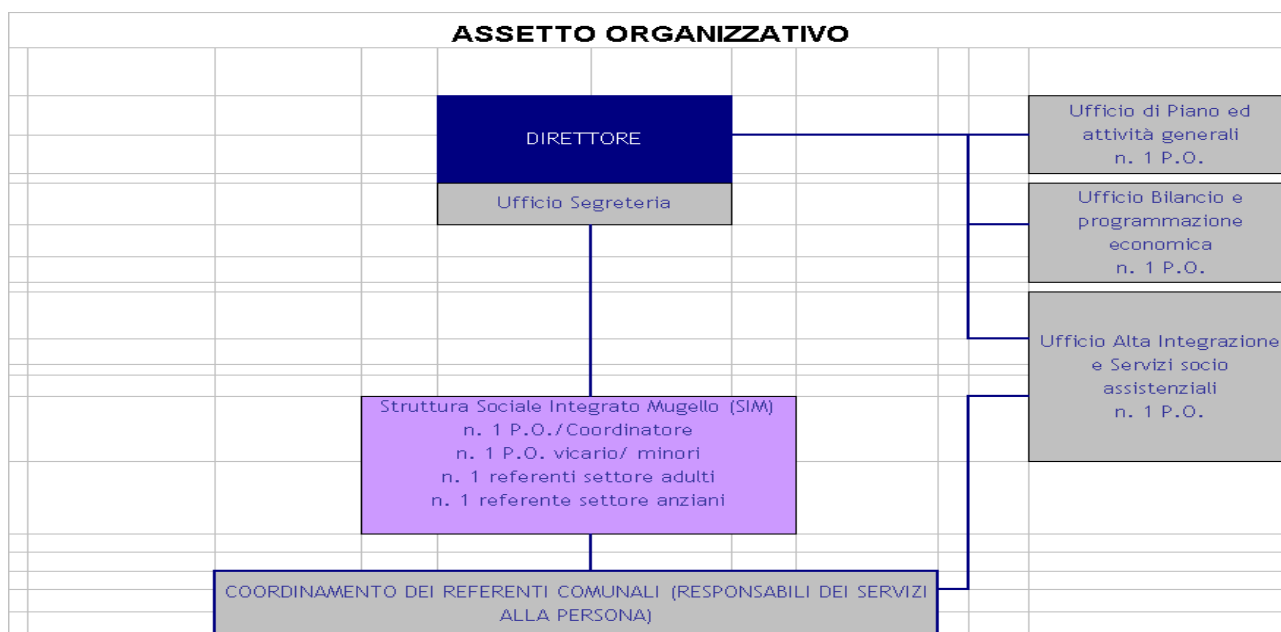 ASSETTO ORGANIZZATIVO
DIRETTORE
Ufficio Segreteria
Ufficio di Piano ed
attività generali
n. 1 P.O.
Ufficio Bilancio e
programmazione
economica
n. 1 P.O.
Ufficio Alta Integrazione
e Servizi socio
assistenziali
n. 1 P.O.
Struttura Sociale Integrato Mugello (SIM)
n. 1 P.O./Coordinatore
n. 1 P.O. vicario/ minori
n. 1 referenti settore adulti
n. 1 referente settore anziani
COORDINAMENTO DEI REFERENTI COMUNALI (RESPONSABILI DEI SERVIZI
ALLA PERSONA)